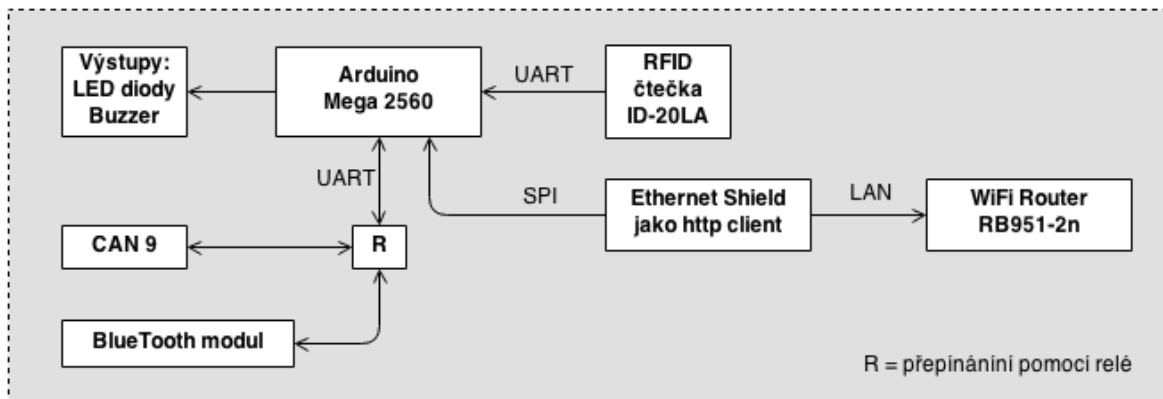 Výstupy:
LED diody
Buzzer
Arduino
Mega 2560
UART
RFID
čtečka
ID-20LA
UART
SPI
Ethernet Shield
jako http client
LAN
WiFi Router
RB951-2n
CAN 9
R
BlueTooth modul
R = přepínáníní pomocí relé